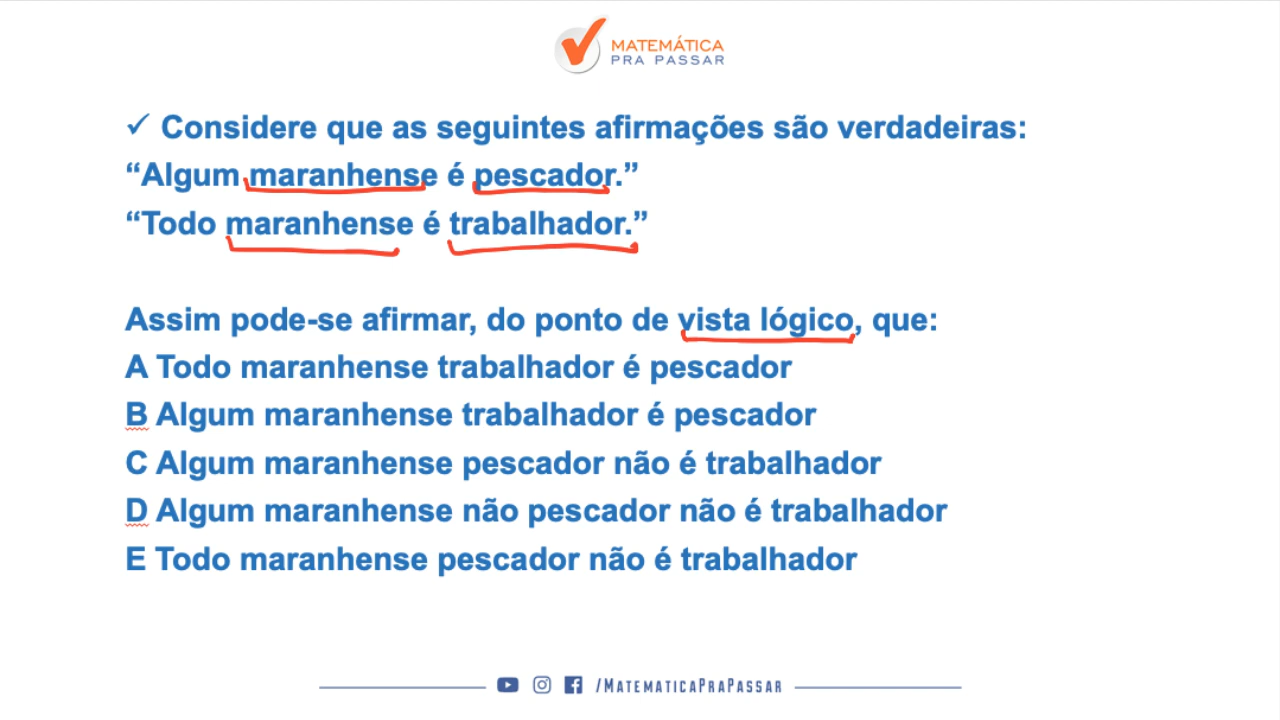 MATEMÁTICA
PRA PASSAR
✓ Considere que as seguintes afirmações são verdadeiras:
“Algum maranhense é pescador.”
“Todo maranhense é trabalhador.”
Assim pode-se afirmar, do ponto de vista lógico, que:
A Todo maranhense trabalhador é pescador
B Algum maranhense trabalhador é pescador
C Algum maranhense pescador não é trabalhador
D Algum maranhense não pescador não é trabalhador
E Todo maranhense pescador não é trabalhador
/MATEMATICAPRAPASSAR